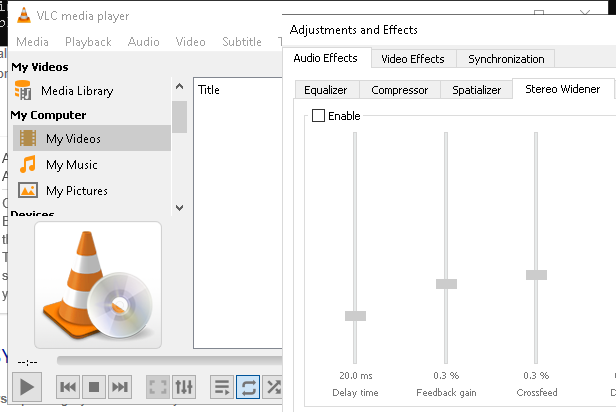 VLC media player
Media Playback Audio Video Subtitle
My Videos
Media Library
My Computer
My Videos
My Music
My Pictures
Devices
Title
--:--
Adjustments and Effects
Audio Effects Video Effects Synchronization
Equalizer Compressor Spatializer Stereo Widener
Enable
20.0 ms 0.3 % 0.3 %
Delay time Feedback gain Crossfeed